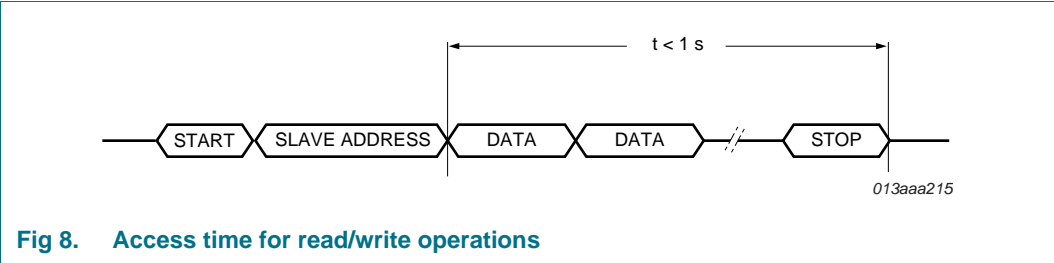 t < 1 s
START SLAVE ADDRESS DATA DATA STOP
013aaa215
Fig 8. Access time for read/write operations